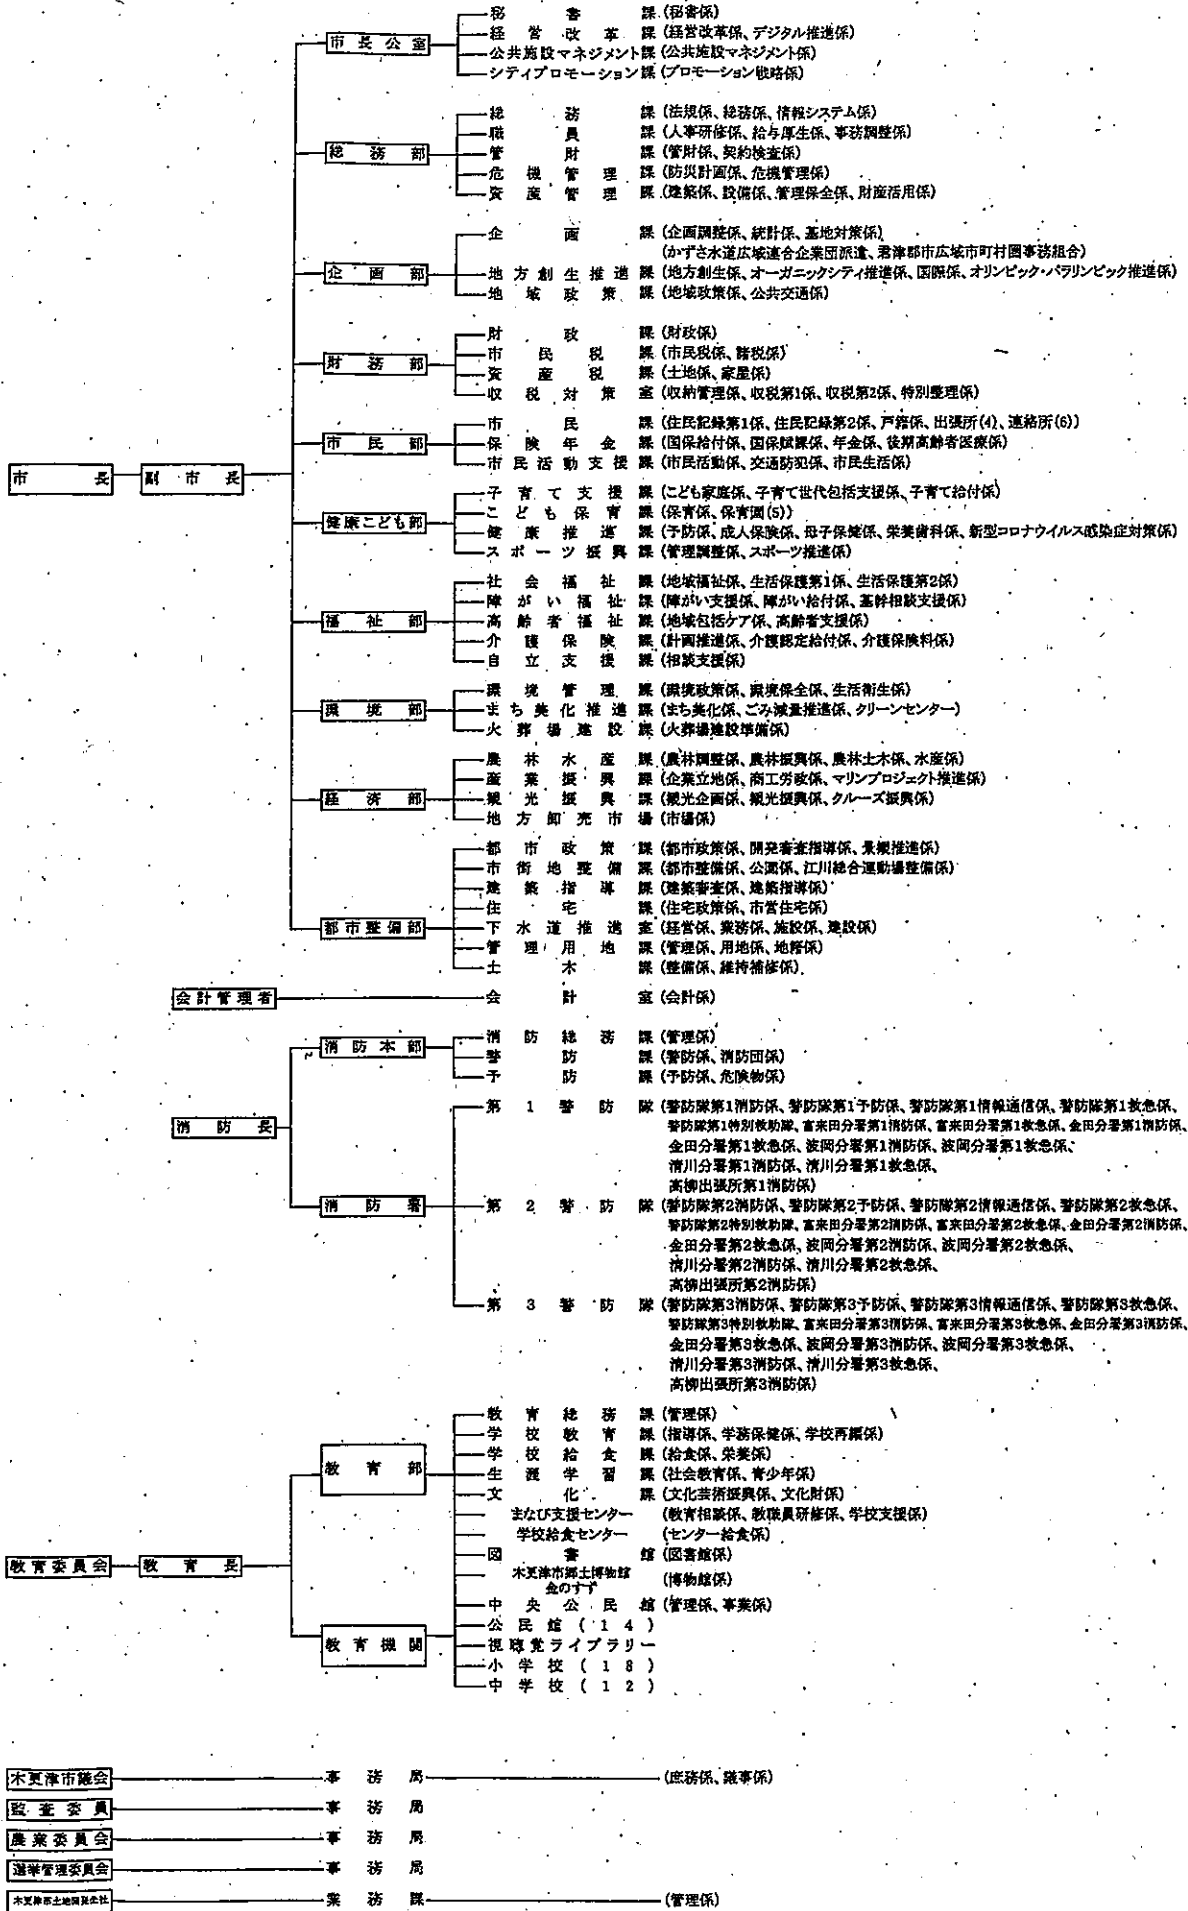 秘書課 (秘書係)
経営改革課 (経営改革係、デジタル推進係)
市長公室
公共施設マネジメント課 (公共施設マネジメント係)
シティプロモーション課 (プロモーション戦略係)
総務課 (法規係、総務係、情報システム係)
職員課 (人事研修係、給与厚生係、事務調整係)
総務部
管財課 (管財係、契約検査係)
危機管理課 (防災計画係、危機管理係)
資産管理課 (建築係、設備係、管理保全係、財産活用係)
企画課 (企画調整係、統計係、基地対策係)
(かずさ水道広域連合企業団派遣、君津郡市広域市町村圏事務組合)
企画部
地方創生推進課 (地方創生係、オーガニックシティ推進係、国際係、オリンピック・パラリンピック推進係)
地域政策課 (地域政策係、公共交通係)
財政課 (財政係)
市民税課 (市民税係、諸税係)
財務部
資産税課 (土地係、家屋係)
収税対策室 (収納管理係、収税第1係、収税第2係、特別整理係)
市民課 (住民記録第1係、住民記録第2係、戸籍係、出張所(4)、連絡所(6))
市民部
保険年金課 (国保給付係、国保賦課係、年金係、後期高齢者医療係)
市民活動支援課 (市民活動係、交通防犯係、市民生活係)
市長 副市長
子育て支援課 (こども家庭係、子育て世代包括支援係、子育て給付係)
こども保育課 (保育係、保育園(5))
健康こども部
健康推進課 (予防係、成人保険係、母子保健係、栄養歯科係、新型コロナウイルス感染症対策係)
スポーツ振興課 (管理調整係、スポーツ推進係)
社会福祉課 (地域福祉係、生活保護第1係、生活保護第2係)
障がい福祉課 (障がい支援係、障がい給付係、基幹相談支援係)
福祉部
高齢者福祉課 (地域包括ケア係、高齢者支援係)
介護保険課 (計画推進係、介護認定給付係、介護保険料係)
自立支援課 (相談支援係)
環境管理課 (環境政策係、環境保全係、生活衛生係)
環境部
まち美化推進課 (まち美化係、ごみ減量推進係、クリーンセンター)
火葬場建設課 (火葬場建設準備係)
農林水産課 (農林調整係、農林振興係、農林土木係、水産係)
産業振興課 (企業立地係、商工労政係、マリンプロジェクト推進係)
経済部
観光振興課 (観光企画係、観光振興係、クルーズ振興係)
地方卸売市場 (市場係)
都市政策課 (都市政策係、開発審査指導係、景観推進係)
市街地整備課 (都市整備係、公園係、江川総合運動場整備係)
建築指導課 (建築審査係、建築指導係)
住宅課 (住宅政策係、市営住宅係)
都市整備部
下水道推進室 (経営係、業務係、施設係、建設係)
管理用地課 (管理係、用地係、地籍係)
土木課 (整備係、維持補修係)
会計管理者 会計室 (会計係)
消防総務課 (管理係)
消防本部
警防課 (警防係、消防団係)
予防課 (予防係、危険物係)
第1警防隊 (警防隊第1消防係、警防隊第1予防係、警防隊第1情報通信係、警防隊第1救急係、
消防長
警防隊第1特別救助隊、富来田分署第1消防係、富来田分署第1救急係、金田分署第1消防係、
金田分署第1救急係、波岡分署第1消防係、波岡分署第1救急係、
清川分署第1消防係、清川分署第1救急係、
高柳出張所第1消防係)
消防署
第2警防隊 (警防隊第2消防係、警防隊第2予防係、警防隊第2情報通信係、警防隊第2救急係、
警防隊第2特別救助隊、富来田分署第2消防係、富来田分署第2救急係、金田分署第2消防係、
金田分署第2救急係、波岡分署第2消防係、波岡分署第2救急係、
清川分署第2消防係、清川分署第2救急係、
高柳出張所第2消防係)
第3警防隊 (警防隊第3消防係、警防隊第3予防係、警防隊第3情報通信係、警防隊第3救急係、
警防隊第3特別救助隊、富来田分署第3消防係、富来田分署第3救急係、金田分署第3消防係、
金田分署第3救急係、波岡分署第3消防係、波岡分署第3救急係、
清川分署第3消防係、清川分署第3救急係、
高柳出張所第3消防係)
教育総務課 (管理係)
学校教育課 (指導係、学務保健係、学校再編係)
学校給食課 (給食係、栄養係)
教育部
生涯学習課 (社会教育係、青少年係)
文化課 (文化芸術振興係、文化財係)
まなび支援センター (教育相談係、教職員研修係、学校支援係)
学校給食センター (センター給食係)
図書館 (図書館係)
教育委員会 教育長
木更津市郷土博物館
金のすず (博物館係)
中央公民館 (管理係、事業係)
公民館(14)
教育機関
視聴覚ライブラリー
小学校(18)
中学校(12)
木更津市議会 事務局 (庶務係、議事係)
監査委員 事務局
農業委員会 事務局
選挙管理委員会 事務局
木更津市土地開発公社 業務課 (管理係)